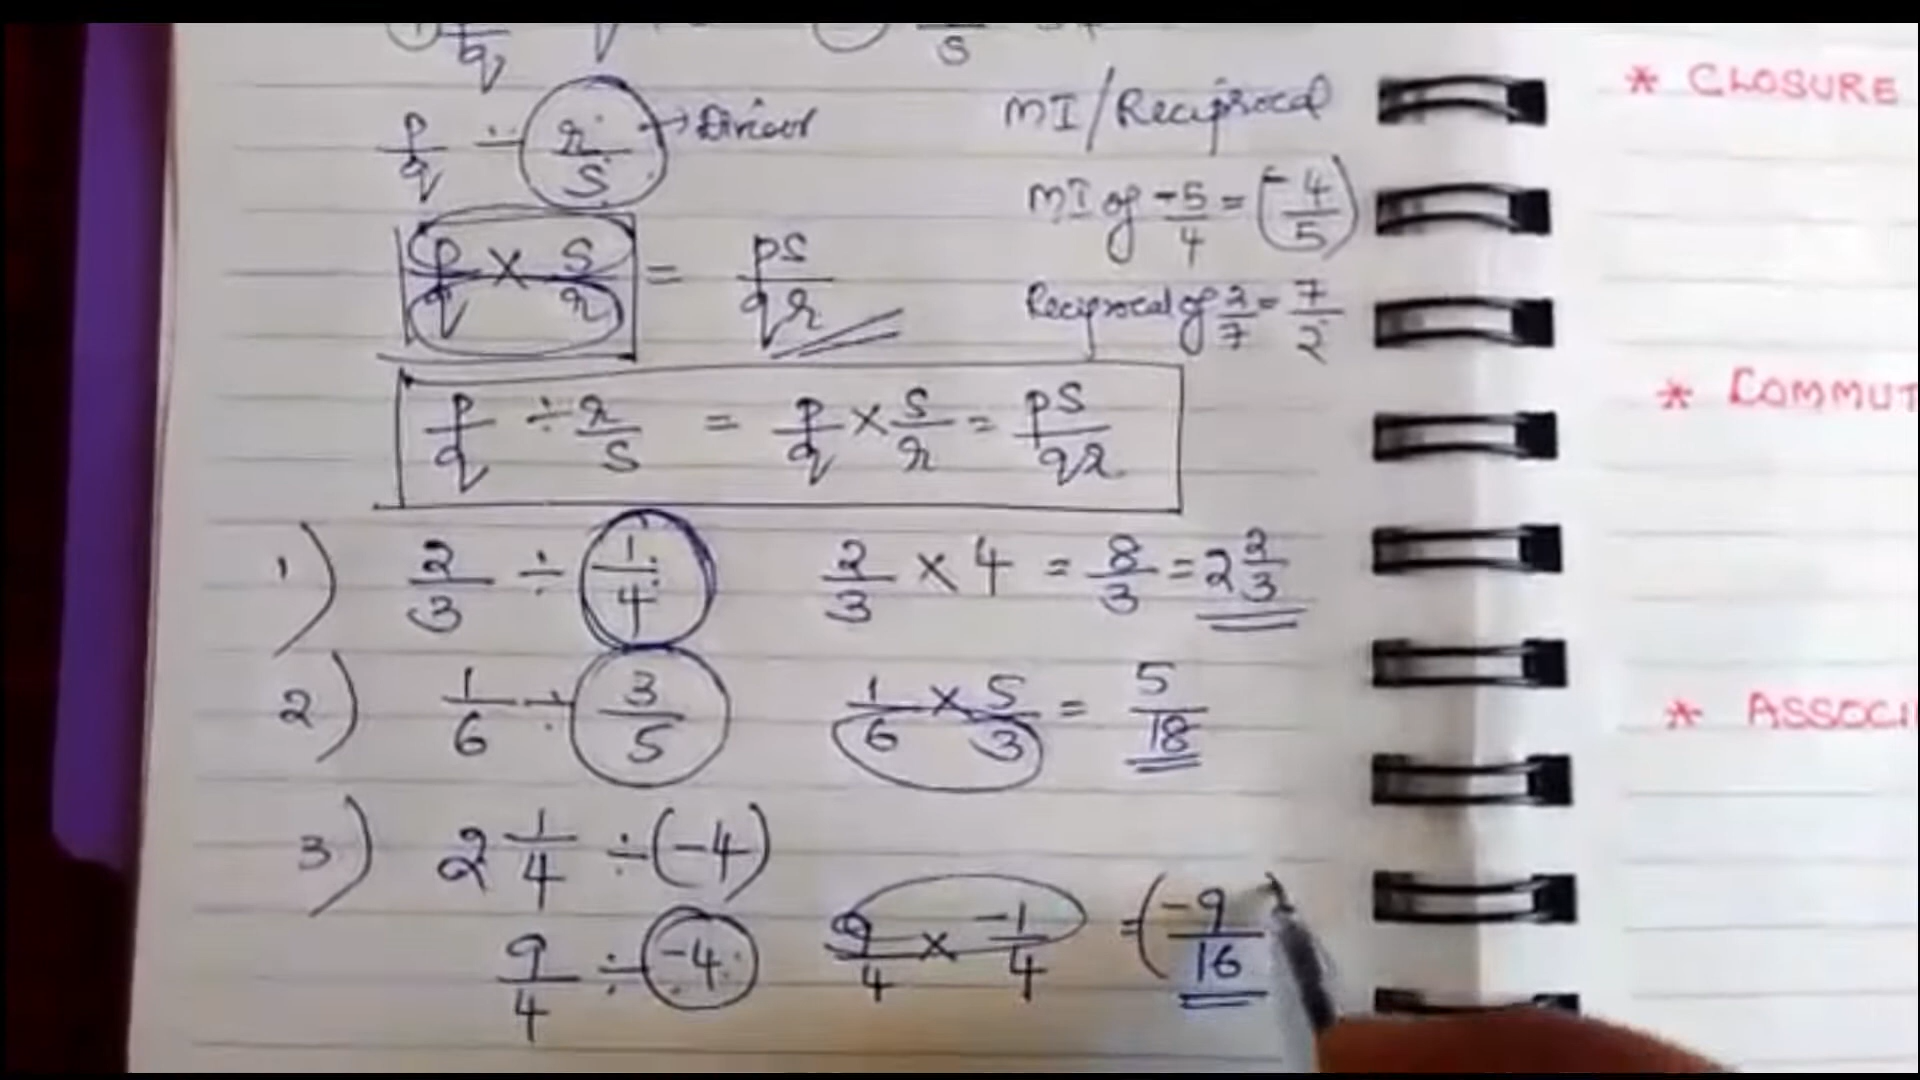 p/q ÷ r/s → Divisor
p/q × s/r = ps/qr
MI/Reciprocal
MI of -5/4 = (-4/5)
Reciprocal of 2/7 = 7/2
p/q ÷ r/s = p/q × s/r = ps/qr
1) 2/3 ÷ 1/4 2/3 × 4 = 8/3 = 2 2/3
2) 1/6 ÷ 3/5 1/6 × 5/3 = 5/18
3) 2 1/4 ÷ (-4)
9/4 ÷ -4 9/4 × -1/4 = (-9/16
* CLOSURE
* COMMUT
* ASSOCI